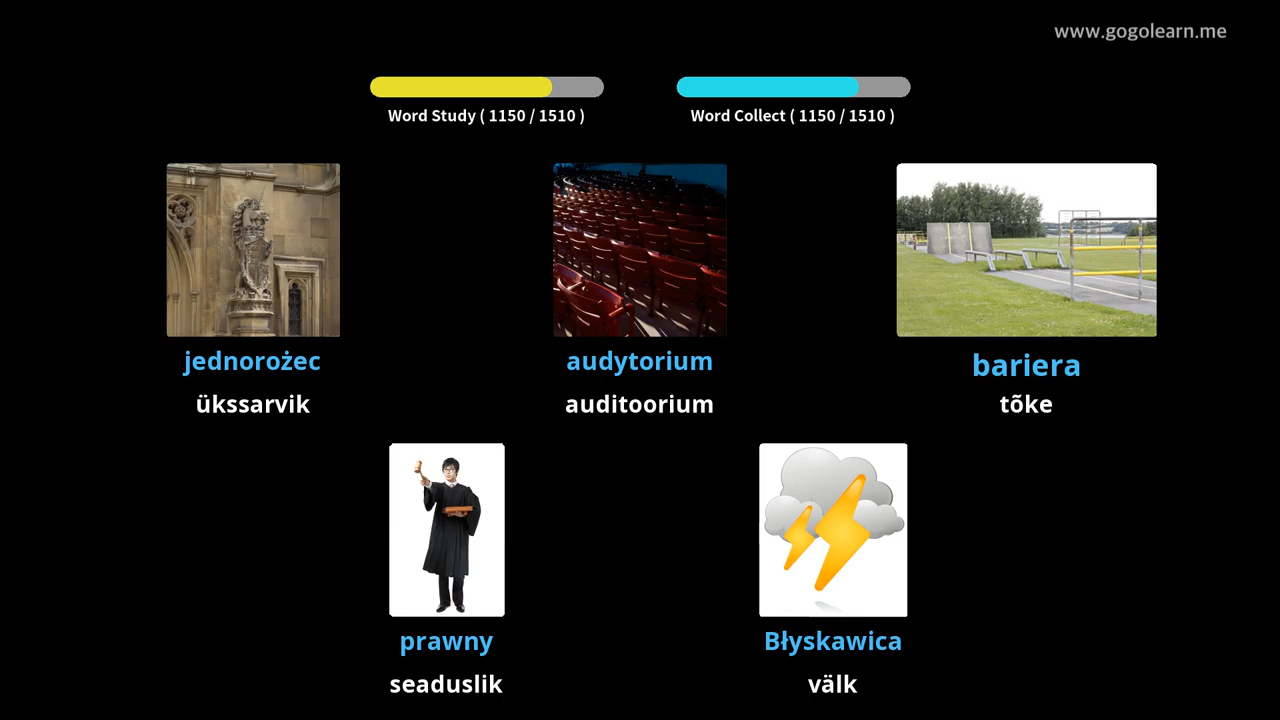 www.gogolearn.me
Word Study ( 1150 / 1510 )
Word Collect ( 1150 / 1510 )
jednorożec
ükssarvik
audytorium
auditoorium
bariera
tõke
prawny
seaduslik
Błyskawica
välk